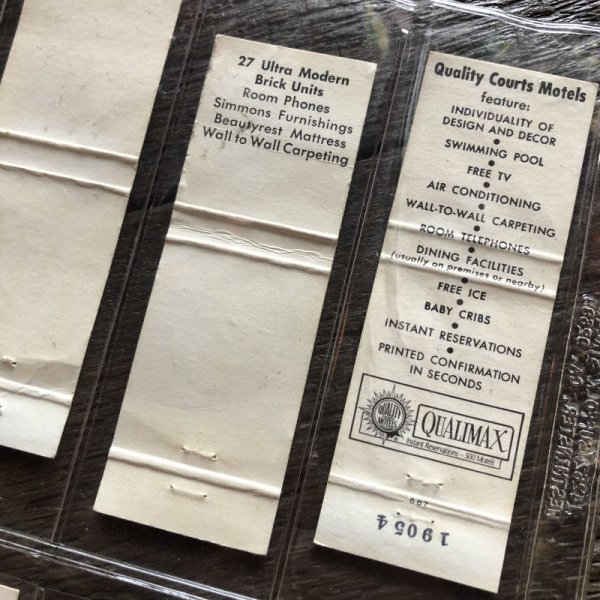 27 Ultra Modern
Brick Units
Room Phones
Simmons Furnishings
Beautyrest Mattress
Wall to Wall Carpeting
Quality Courts Motels
feature:
INDIVIDUALITY OF
DESIGN AND DECOR
•
SWIMMING POOL
•
FREE TV
•
AIR CONDITIONING
•
WALL-TO-WALL CARPETING
•
ROOM TELEPHONES
•
DINING FACILITIES
(usually on premises or nearby)
•
FREE ICE
•
BABY CRIBS
•
INSTANT RESERVATIONS
•
PRINTED CONFIRMATION
IN SECONDS
QUALITY
MOTELS
QUALIMAX
Instant Reservations - 500 Motels
667
19054